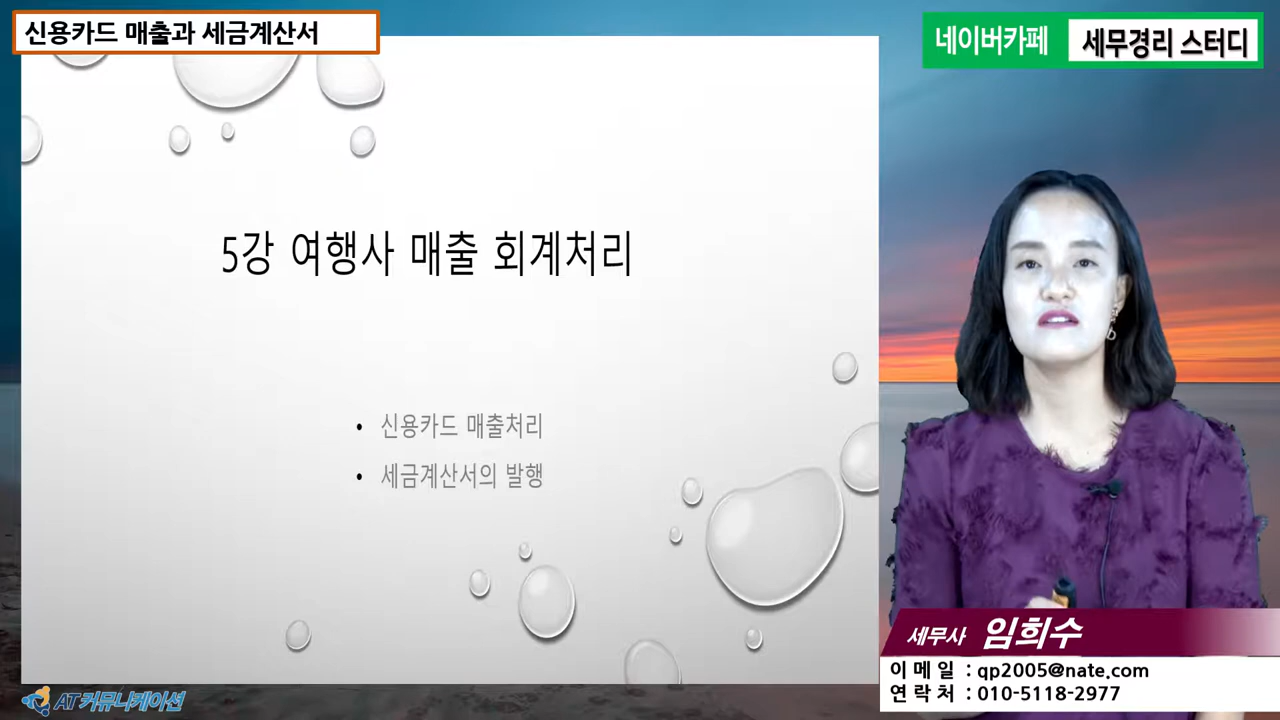 신용카드 매출과 세금계산서
네이버카페 세무경리 스터디
5강 여행사 매출 회계처리
• 신용카드 매출처리
• 세금계산서의 발행
세무사 임희수
이 메 일 : qp2005@nate.com
연 락 처 : 010-5118-2977
AT커뮤니케이션